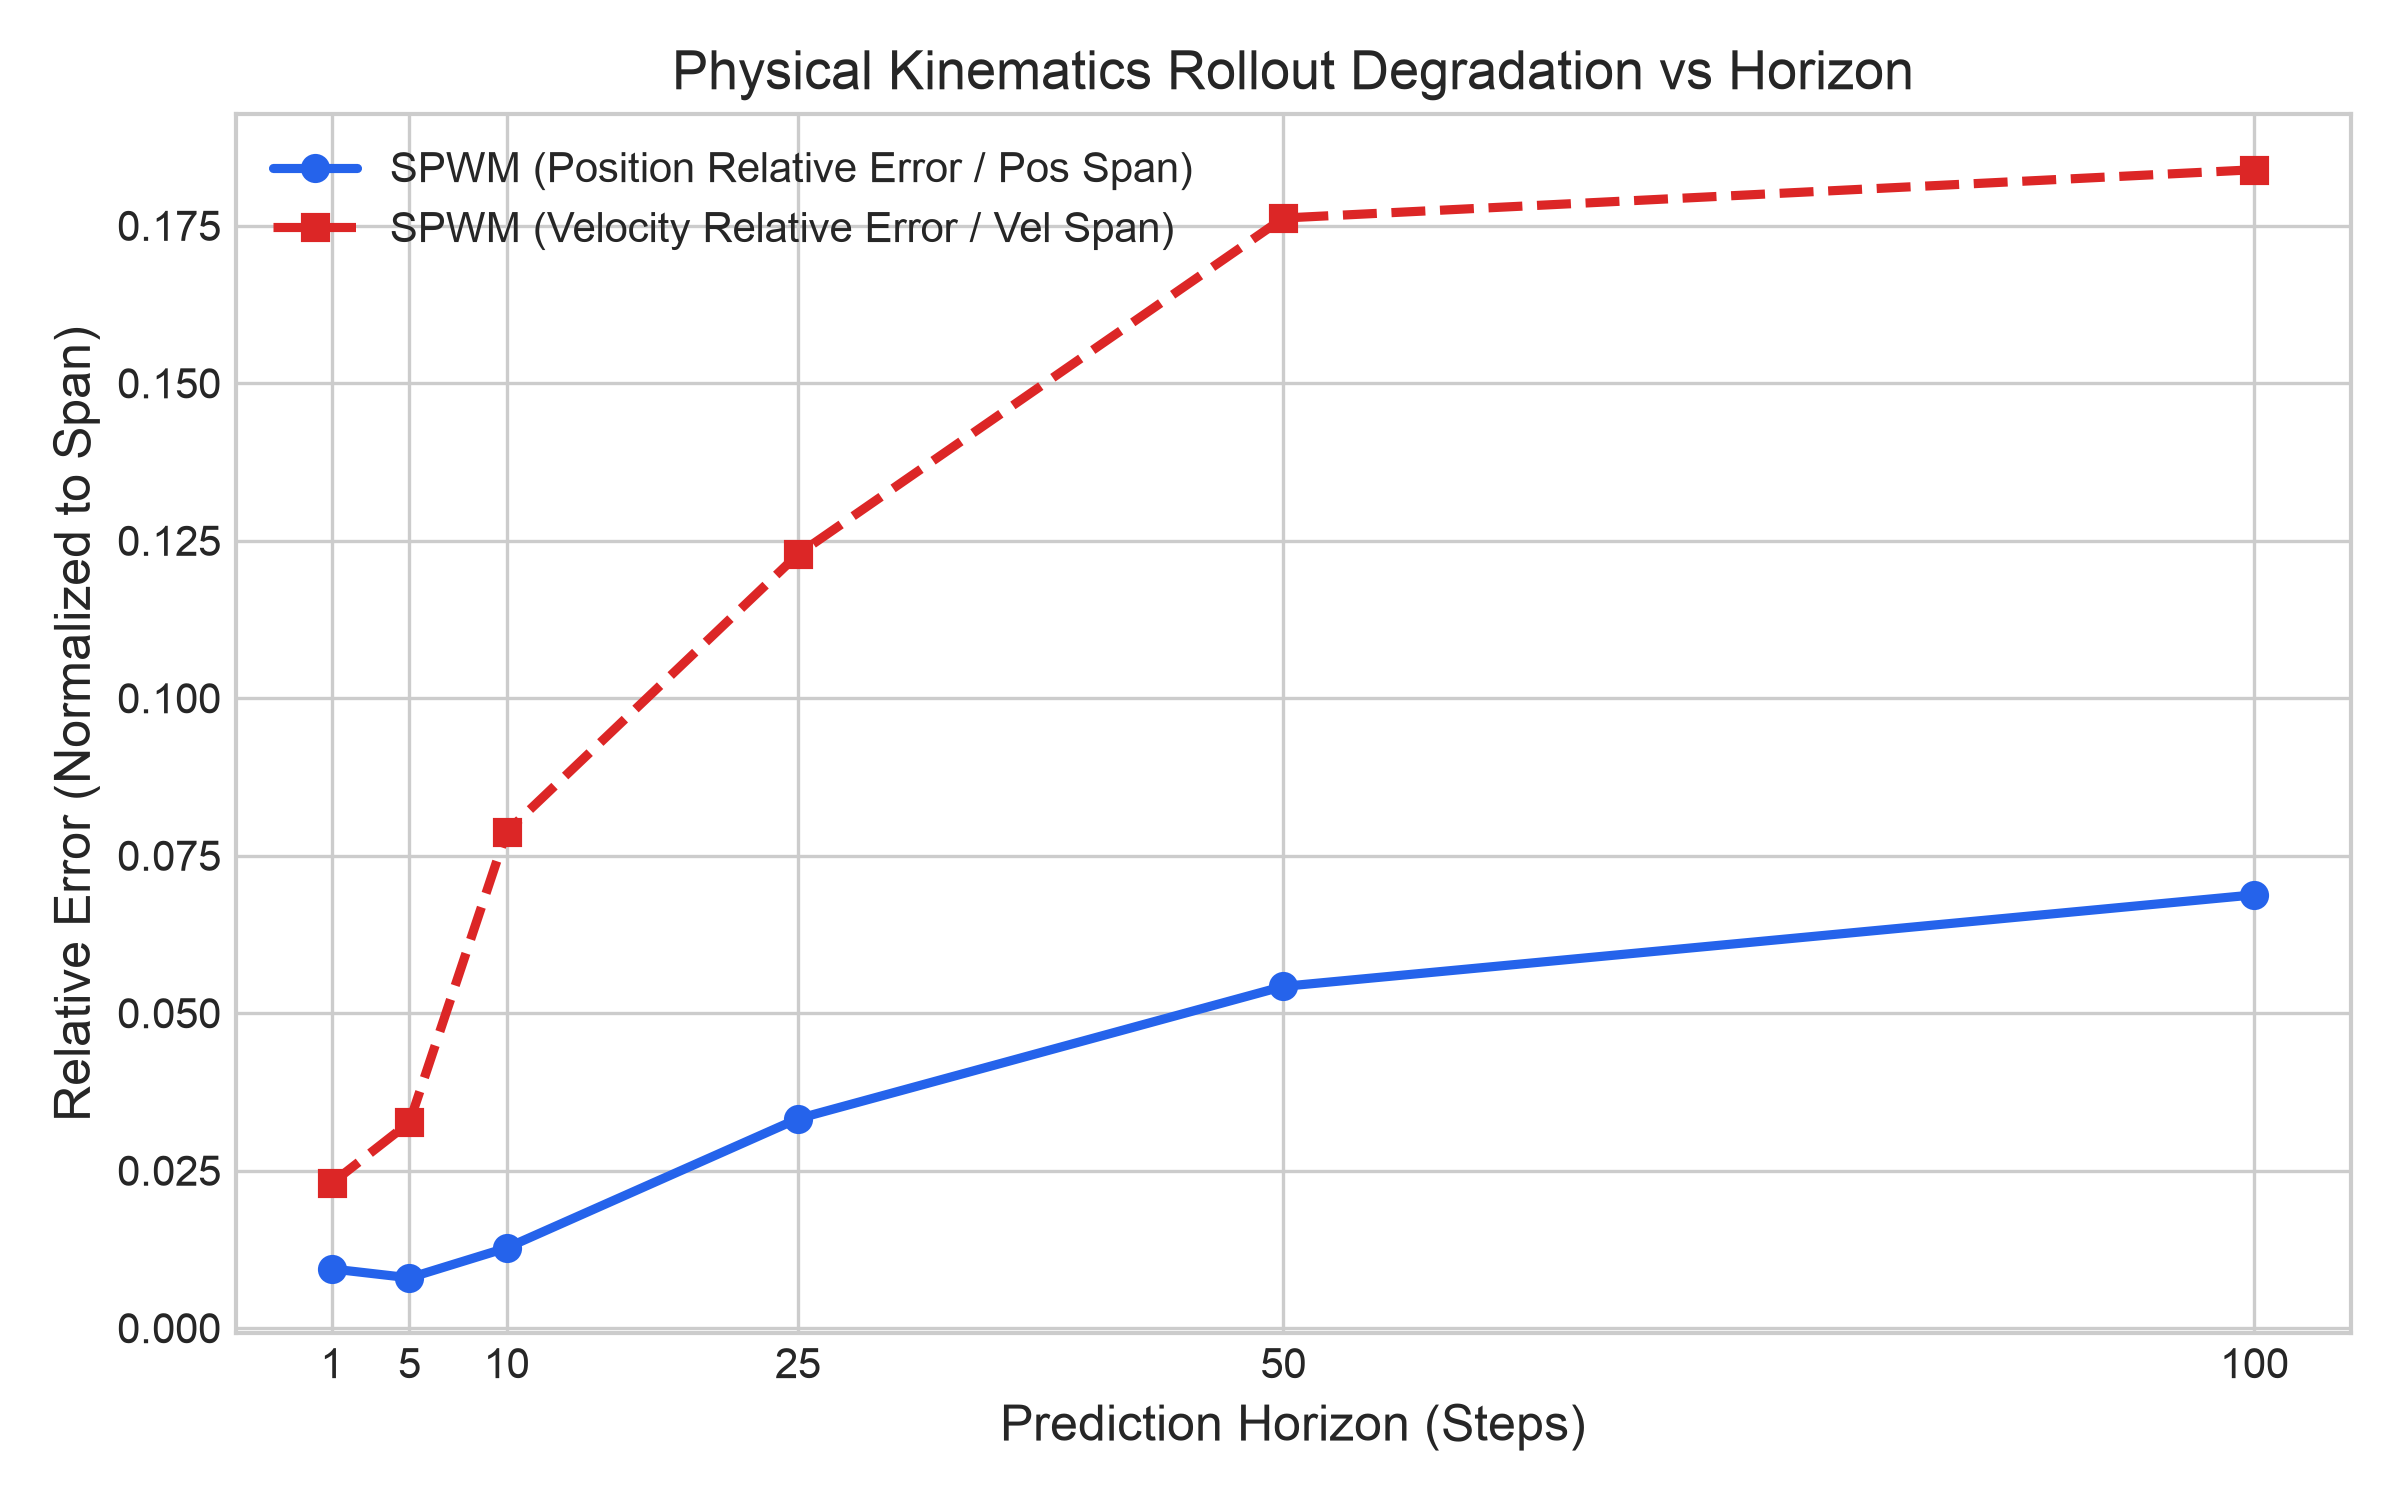 Physical Kinematics Rollout Degradation vs Horizon
SPWM (Position Relative Error / Pos Span)
SPWM (Velocity Relative Error / Vel Span)
Relative Error (Normalized to Span)
0.175
0.150
0.125
0.100
0.075
0.050
0.025
0.000
1 5 10 25 50 100
Prediction Horizon (Steps)